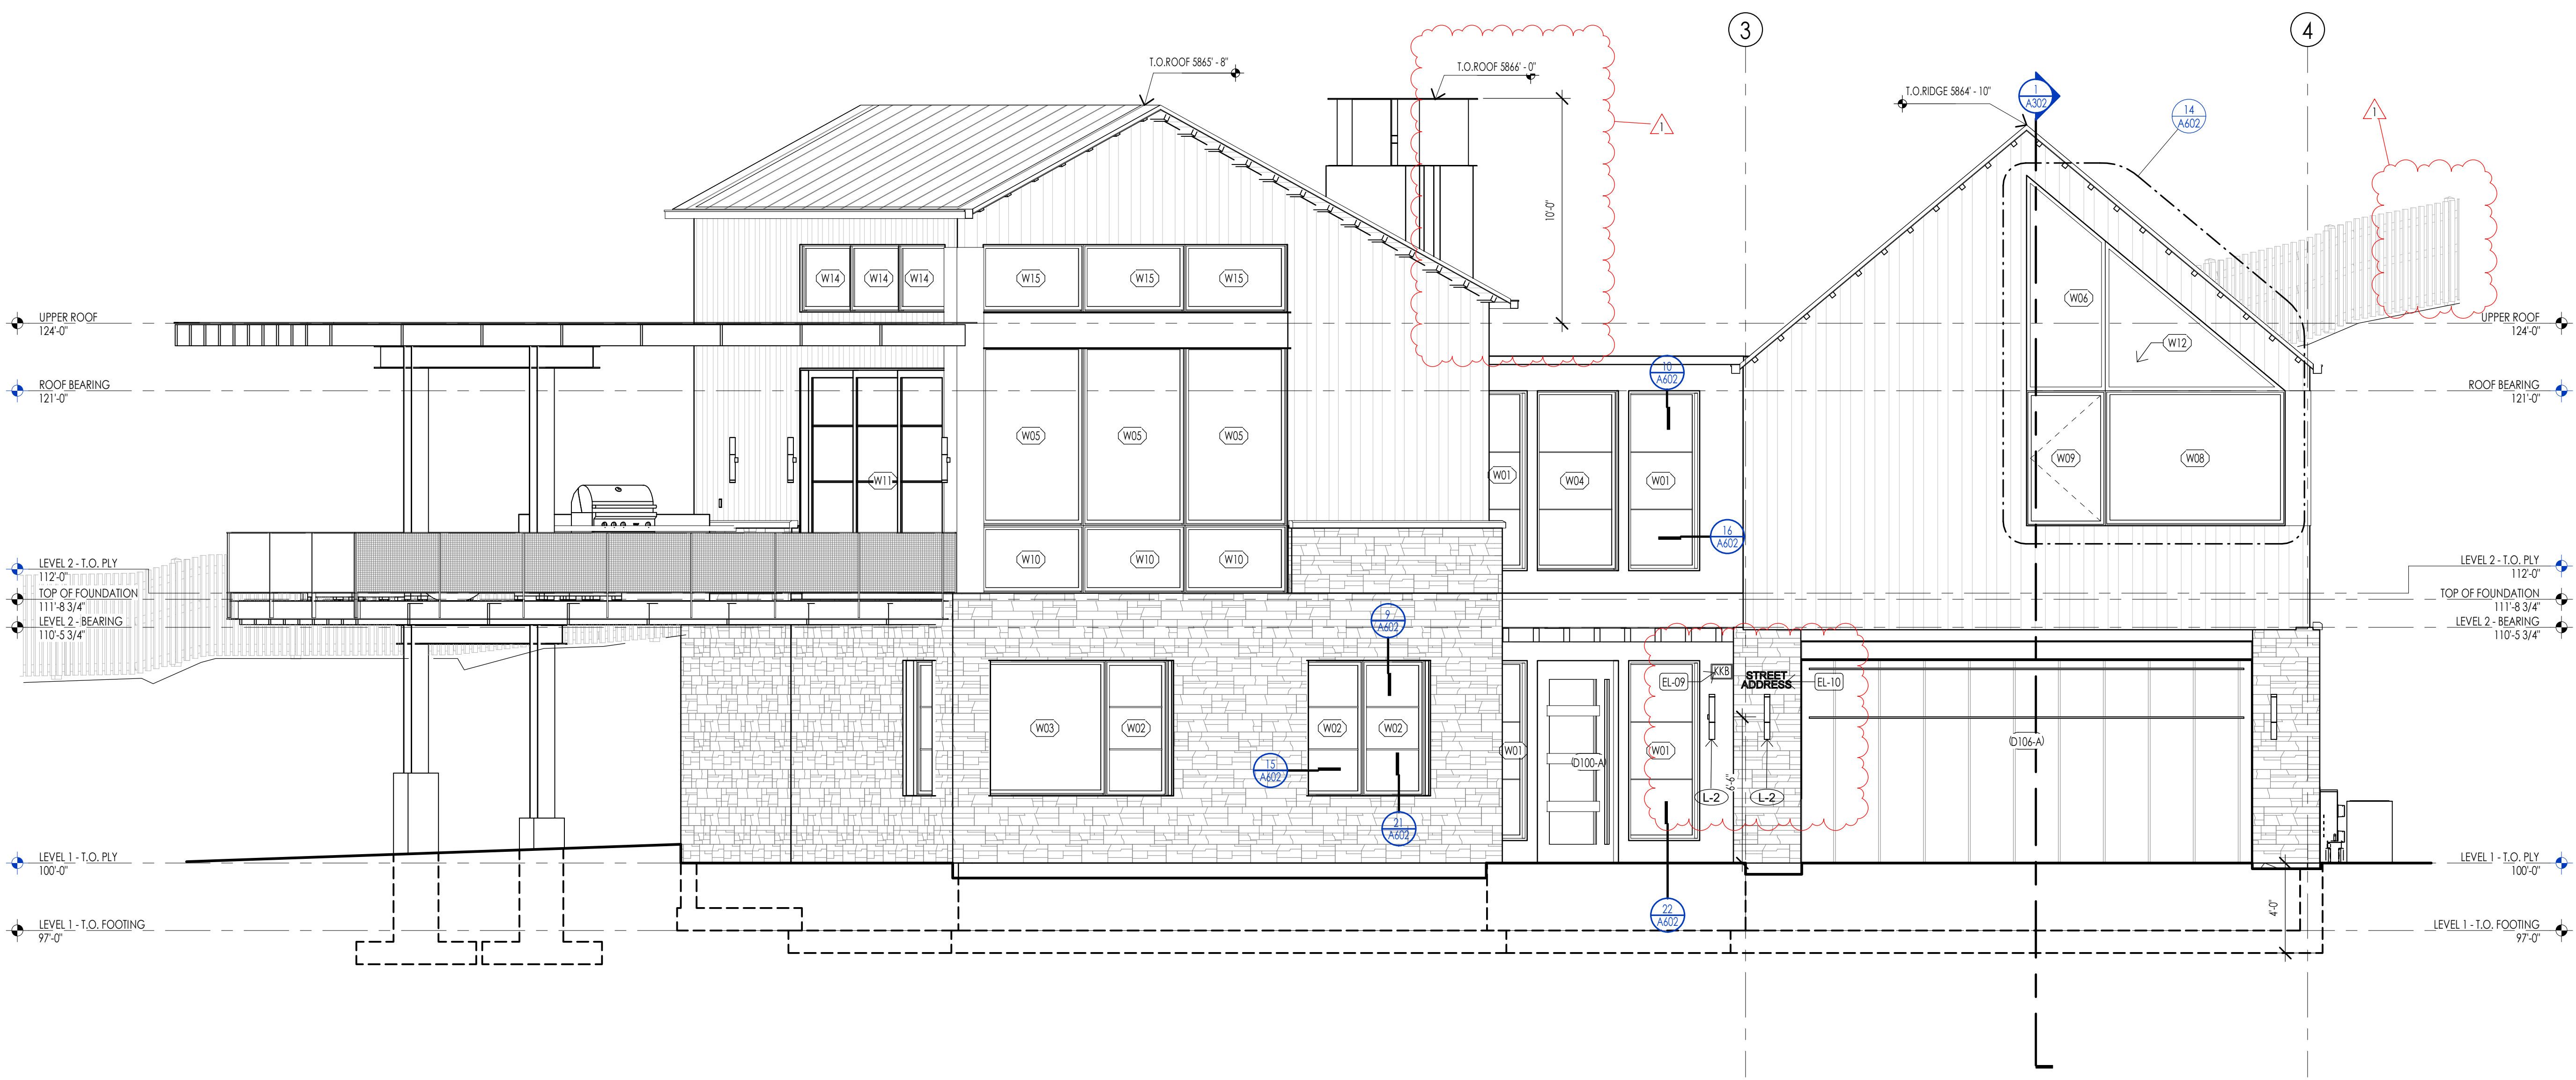 3
4
T.O.ROOF 5865' - 8"
T.O.ROOF 5866' - 0"
T.O.RIDGE 5864' - 10"
1
A302
14
A602
1
1
10'-0"
W14
W14
W14
W15
W15
W15
W06
W12
UPPER ROOF
124'-0"
UPPER ROOF
124'-0"
ROOF BEARING
121'-0"
ROOF BEARING
121'-0"
10
A602
W05
W05
W05
W11
W01
W04
W01
W09
W08
16
A602
W10
W10
W10
LEVEL 2 - T.O. PLY
112'-0"
TOP OF FOUNDATION
111'-8 3/4"
LEVEL 2 - BEARING
110'-5 3/4"
LEVEL 2 - T.O. PLY
112'-0"
TOP OF FOUNDATION
111'-8 3/4"
LEVEL 2 - BEARING
110'-5 3/4"
9
A602
EL-09
KKB
STREET
ADDRESS
EL-10
W03
W02
W02
W02
W01
(D100-A)
W01
(D106-A)
15
A602
6'-6"
L-2
L-2
21
A602
LEVEL 1 - T.O. PLY
100'-0"
LEVEL 1 - T.O. PLY
100'-0"
22
A602
4'-0"
LEVEL 1 - T.O. FOOTING
97'-0"
LEVEL 1 - T.O. FOOTING
97'-0"